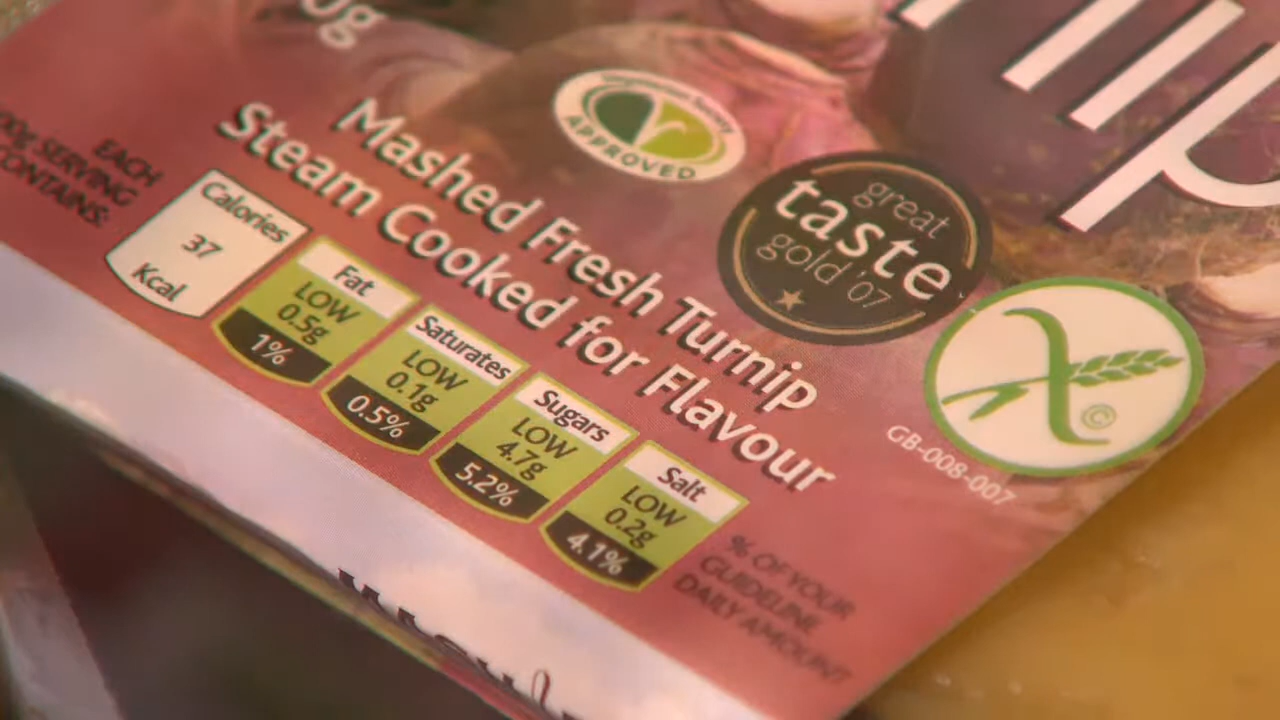 Mashed Fresh Turnip
Steam Cooked for Flavour
APPROVED
great
taste
gold '07
©
GB-008-007
EACH
SERVING
CONTAINS:
Calories
37
Kcal
Fat
LOW
0.5g
1%
Saturates
LOW
0.1g
0.5%
Sugars
LOW
4.7g
5.2%
Salt
LOW
0.2g
4.1%
% OF YOUR
GUIDELINE
DAILY AMOUNT